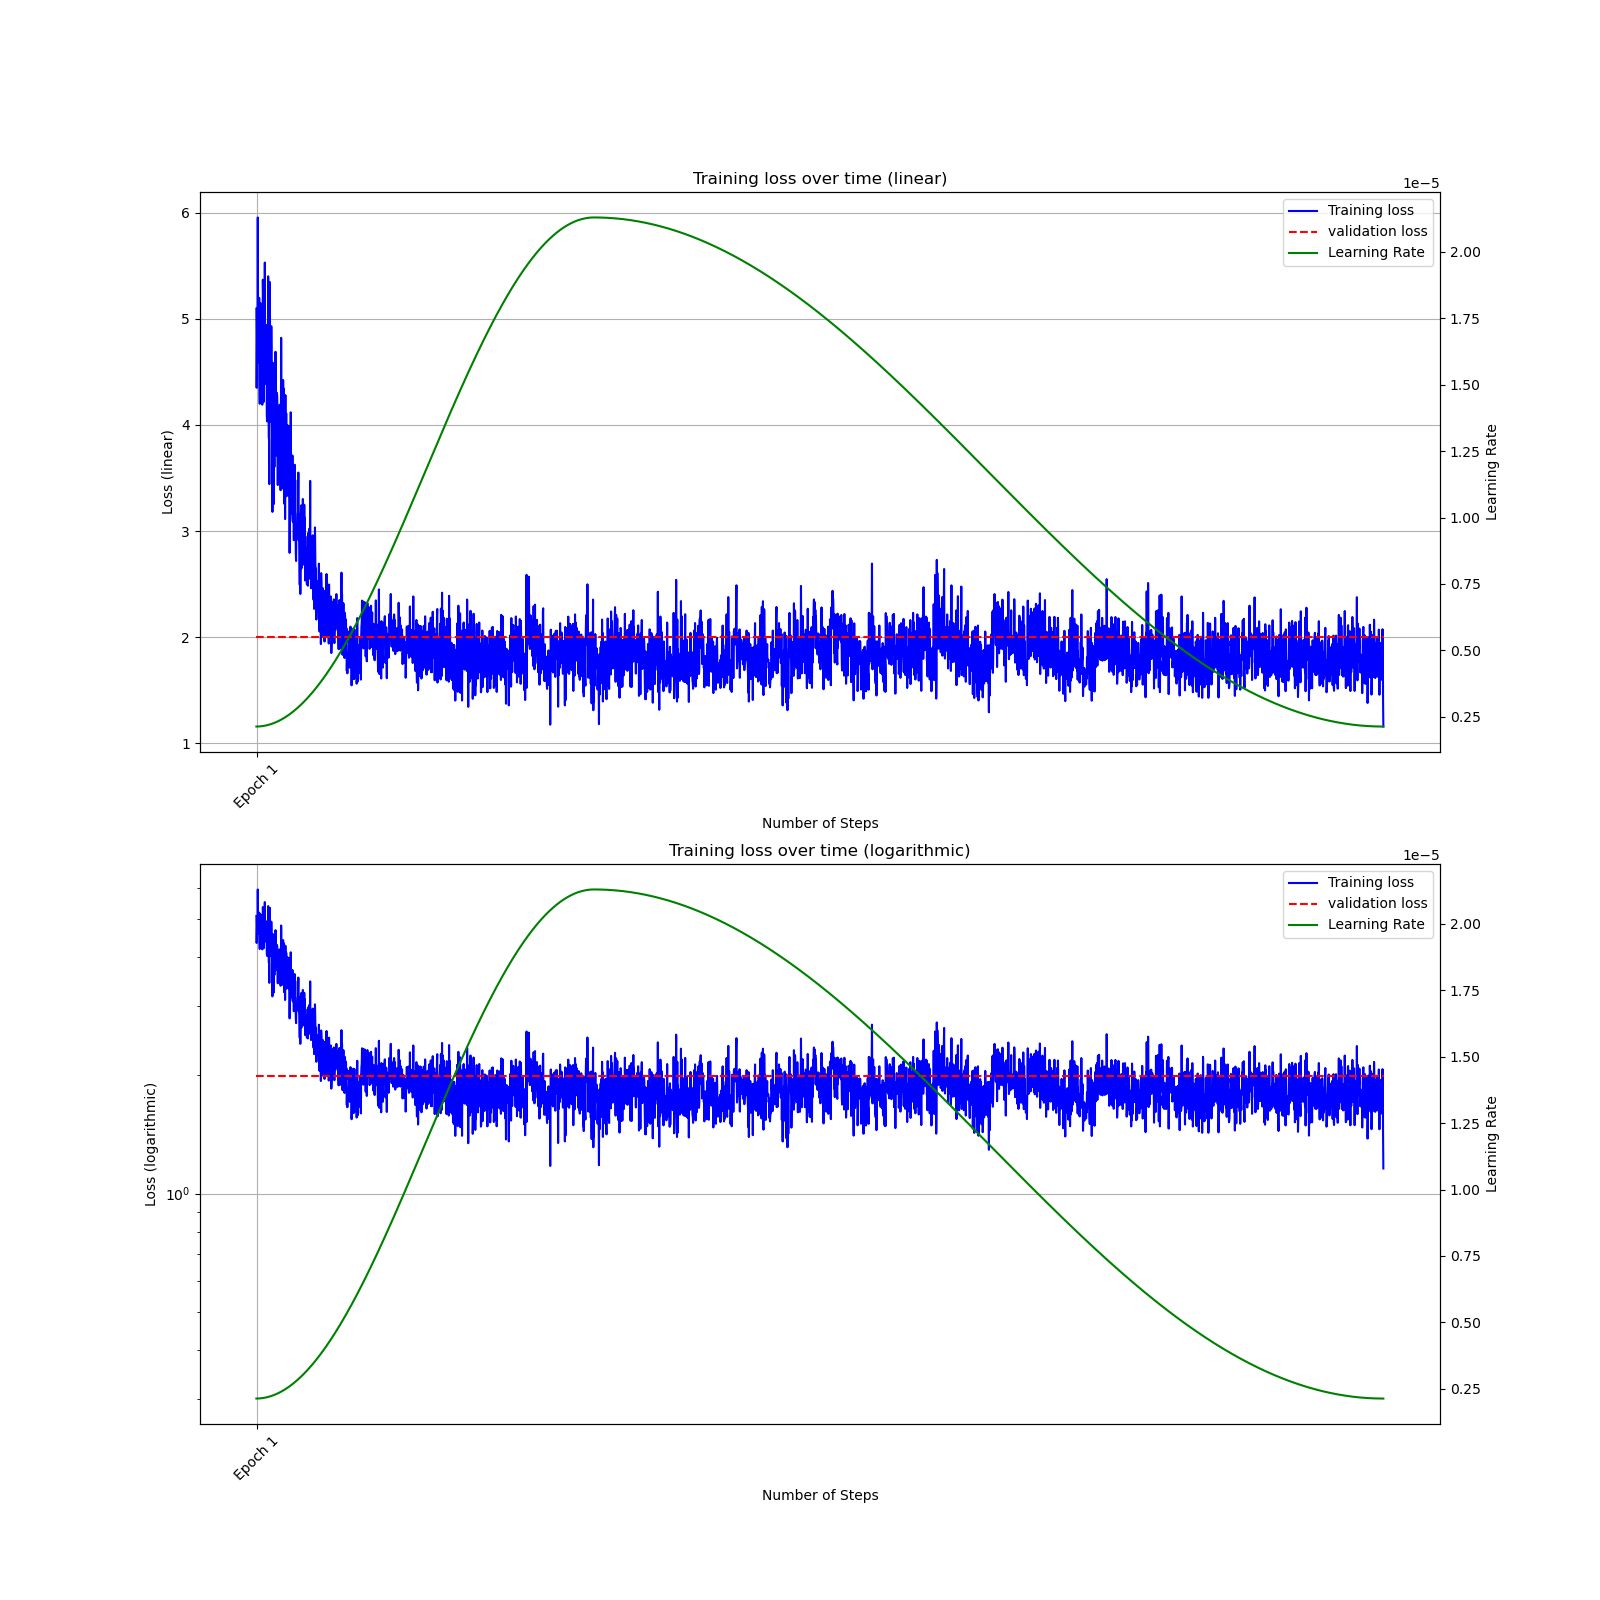 Training loss over time (linear)
1e−5
Training loss
validation loss
Learning Rate
6
5
4
3
2
1
Loss (linear)
2.00
1.75
1.50
1.25
1.00
0.75
0.50
0.25
Learning Rate
Epoch 1
Number of Steps
Training loss over time (logarithmic)
1e−5
Training loss
validation loss
Learning Rate
10⁰
Loss (logarithmic)
2.00
1.75
1.50
1.25
1.00
0.75
0.50
0.25
Learning Rate
Epoch 1
Number of Steps